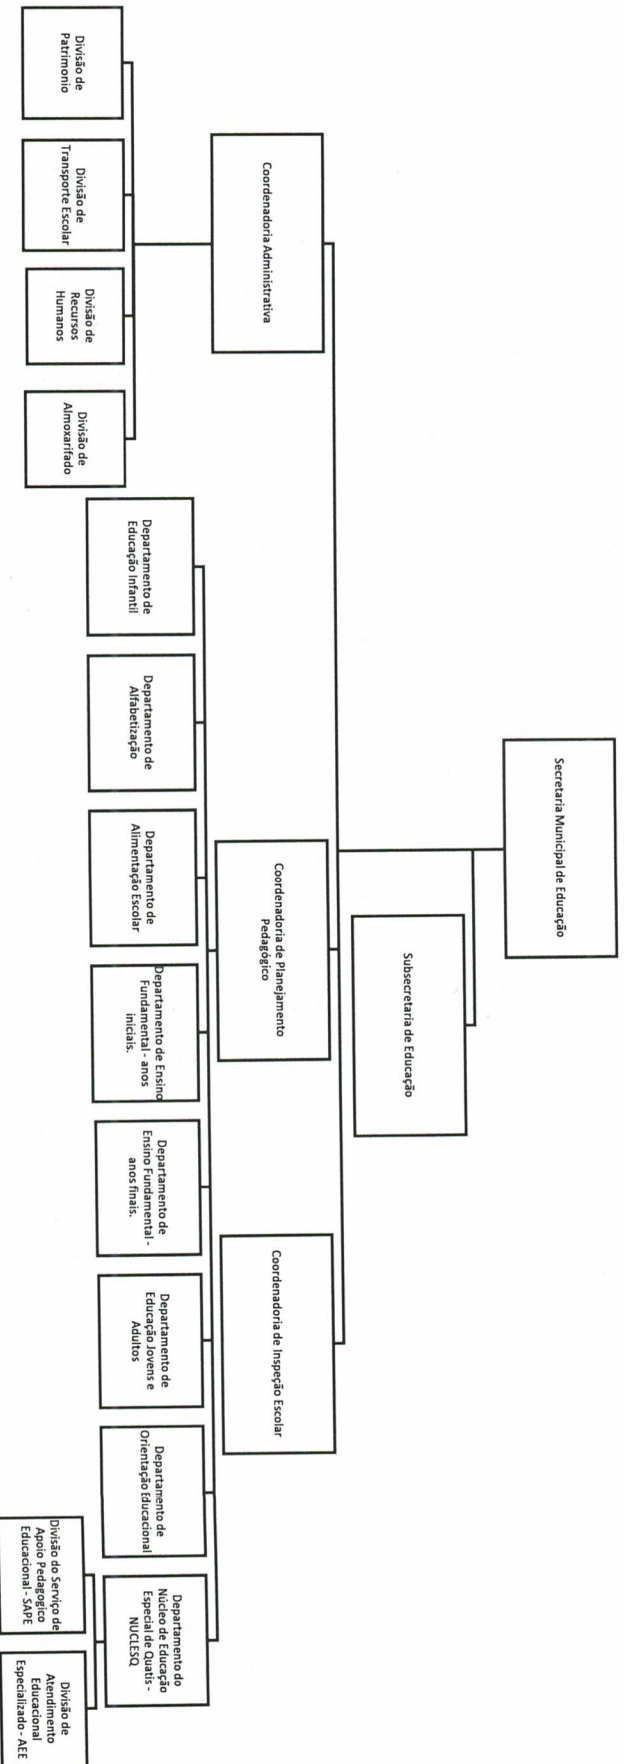 Secretaria Municipal de Educação
Subsecretaria de Educação
Coordenadoria Administrativa
Coordenadoria de Planejamento
Pedagógico
Coordenadoria de Inspeção Escolar
Divisão de
Patrimonio
Divisão de
Transporte Escolar
Divisão de
Recursos
Humanos
Divisão de
Almoxarifado
Departamento de
Educação Infantil
Departamento de
Alfabetização
Departamento de
Alimentação Escolar
Departamento de Ensino
Fundamental - anos
iniciais.
Departamento de
Ensino Fundamental -
anos finais.
Departamento de
Educação Jovens e
Adultos
Departamento de
Orientação Educacional
Departamento do
Núcleo de Educação
Especial de Quatis -
NUCLESQ
Divisão do Serviço de
Apoio Pedagogico
Educacional - SAPE
Divisão de
Atendimento
Educacional
Especializado - AEE